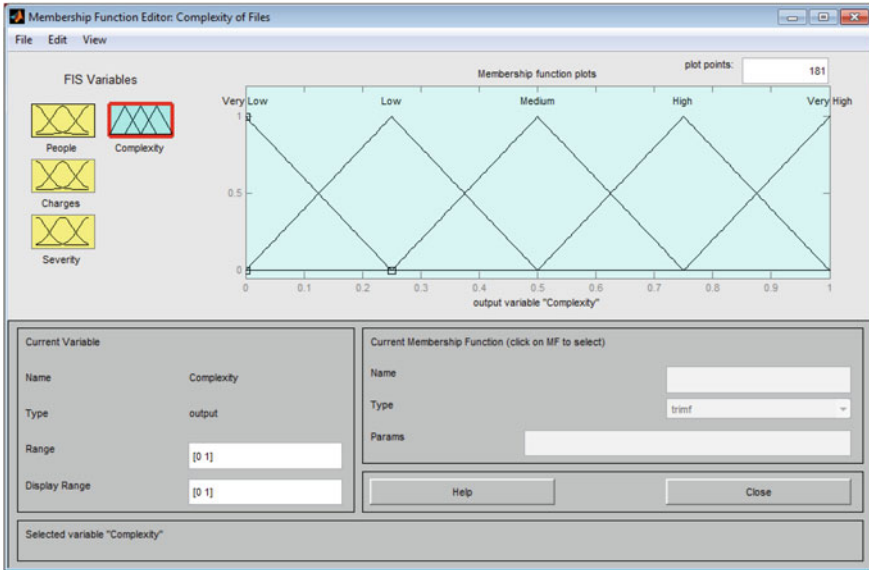 Membership Function Editor: Complexity of Files
File Edit View
FIS Variables
People
Complexity
Charges
Severity
Membership function plots
plot points:
181
Very Low Low Medium High Very High
1
0.5
0
0 0.1 0.2 0.3 0.4 0.5 0.6 0.7 0.8 0.9 1
output variable "Complexity"
Current Variable
Name Complexity
Type output
Range [0 1]
Display Range [0 1]
Current Membership Function (click on MF to select)
Name
Type trimf
Params
Help Close
Selected variable "Complexity"